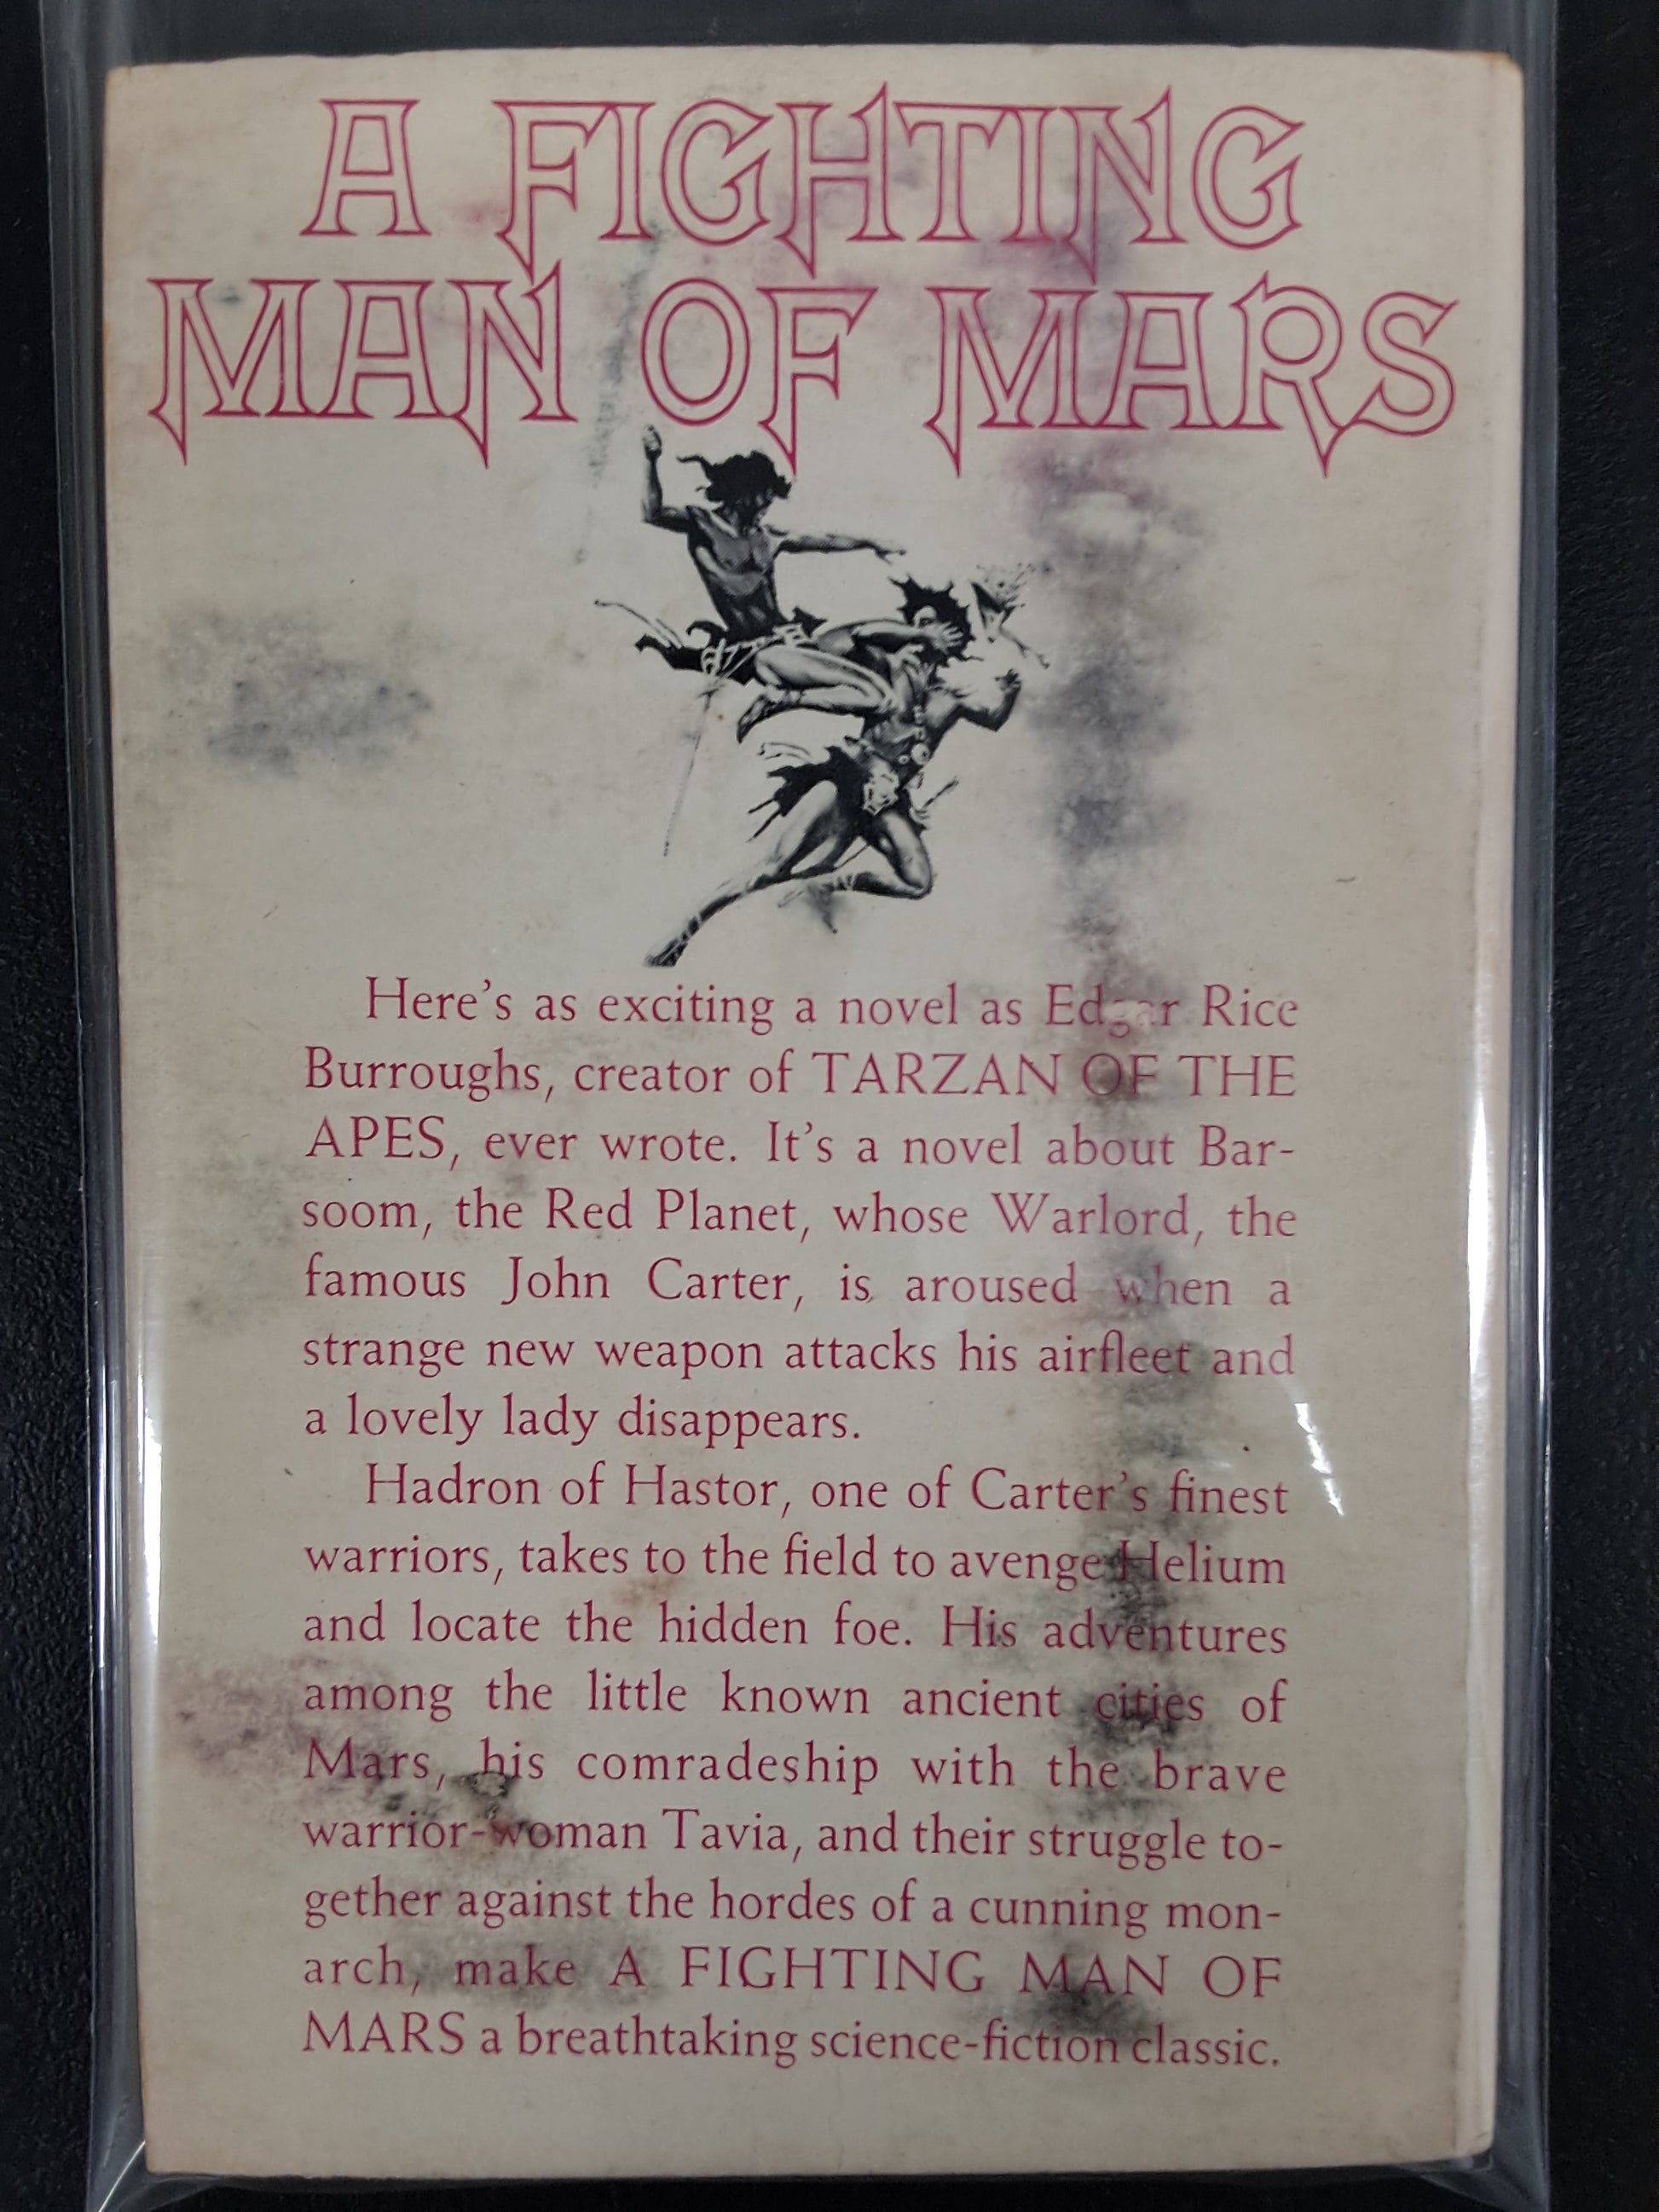 A FIGHTING
MAN OF MARS
Here's as exciting a novel as Edgar Rice
Burroughs, creator of TARZAN OF THE
APES, ever wrote. It's a novel about Bar-
soom, the Red Planet, whose Warlord, the
famous John Carter, is aroused when a
strange new weapon attacks his airfleet and
a lovely lady disappears.
Hadron of Hastor, one of Carter's finest
warriors, takes to the field to avenge Helium
and locate the hidden foe. His adventures
among the little known ancient cities of
Mars, his comradeship with the brave
warrior-woman Tavia, and their struggle to-
gether against the hordes of a cunning mon-
arch, make A FIGHTING MAN OF
MARS a breathtaking science-fiction classic.